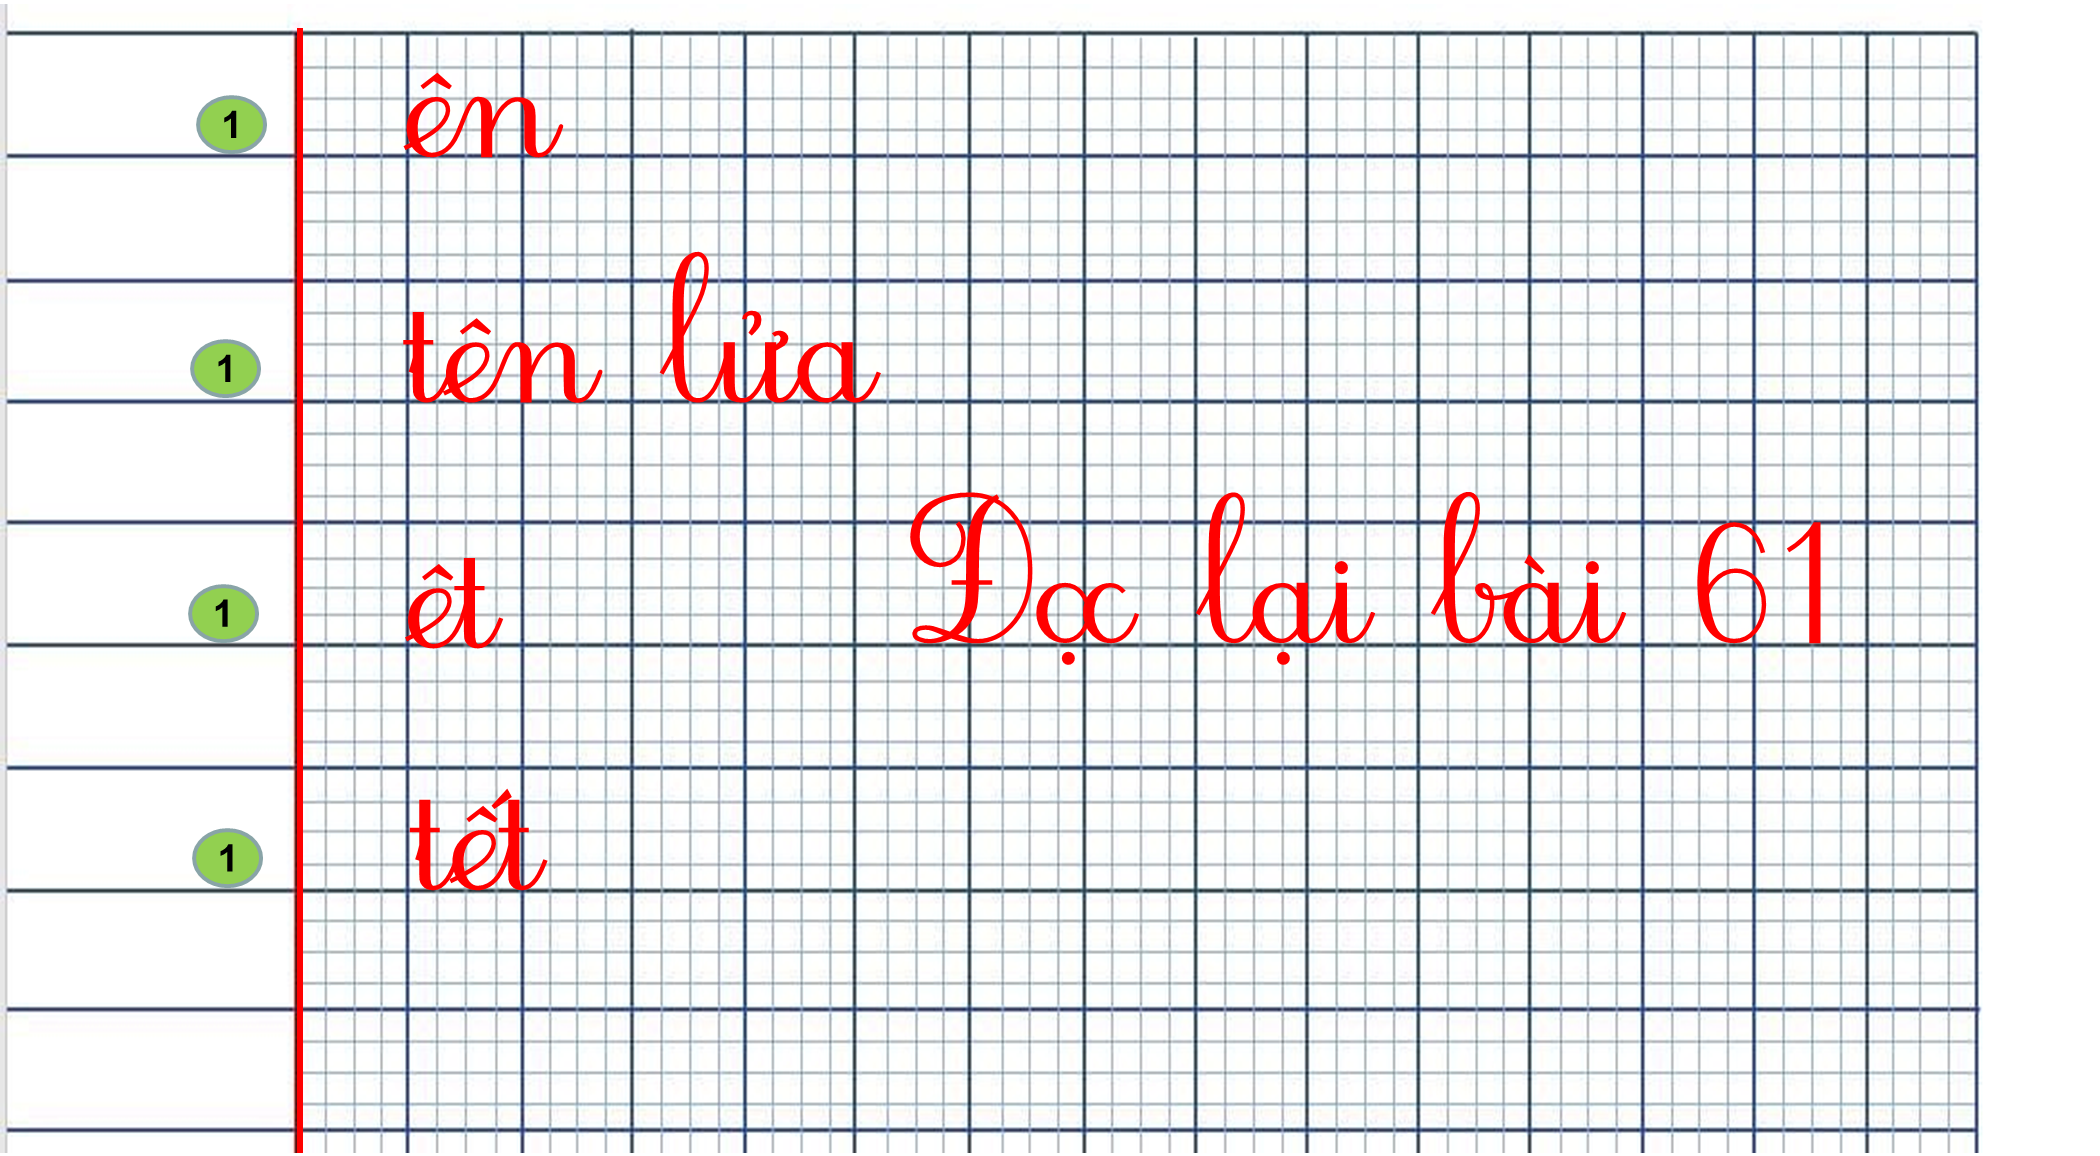 1 ên
1 tên lửa
1 êt Đọc lại bài 61
1 tết